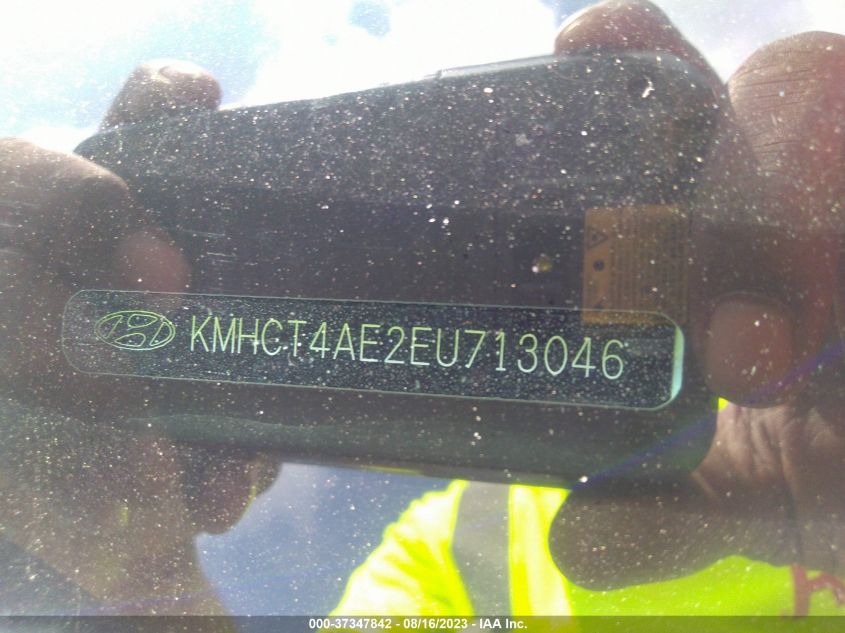 KMHCT4AE2EU713046
000-37347842 - 08/16/2023 - IAA Inc.